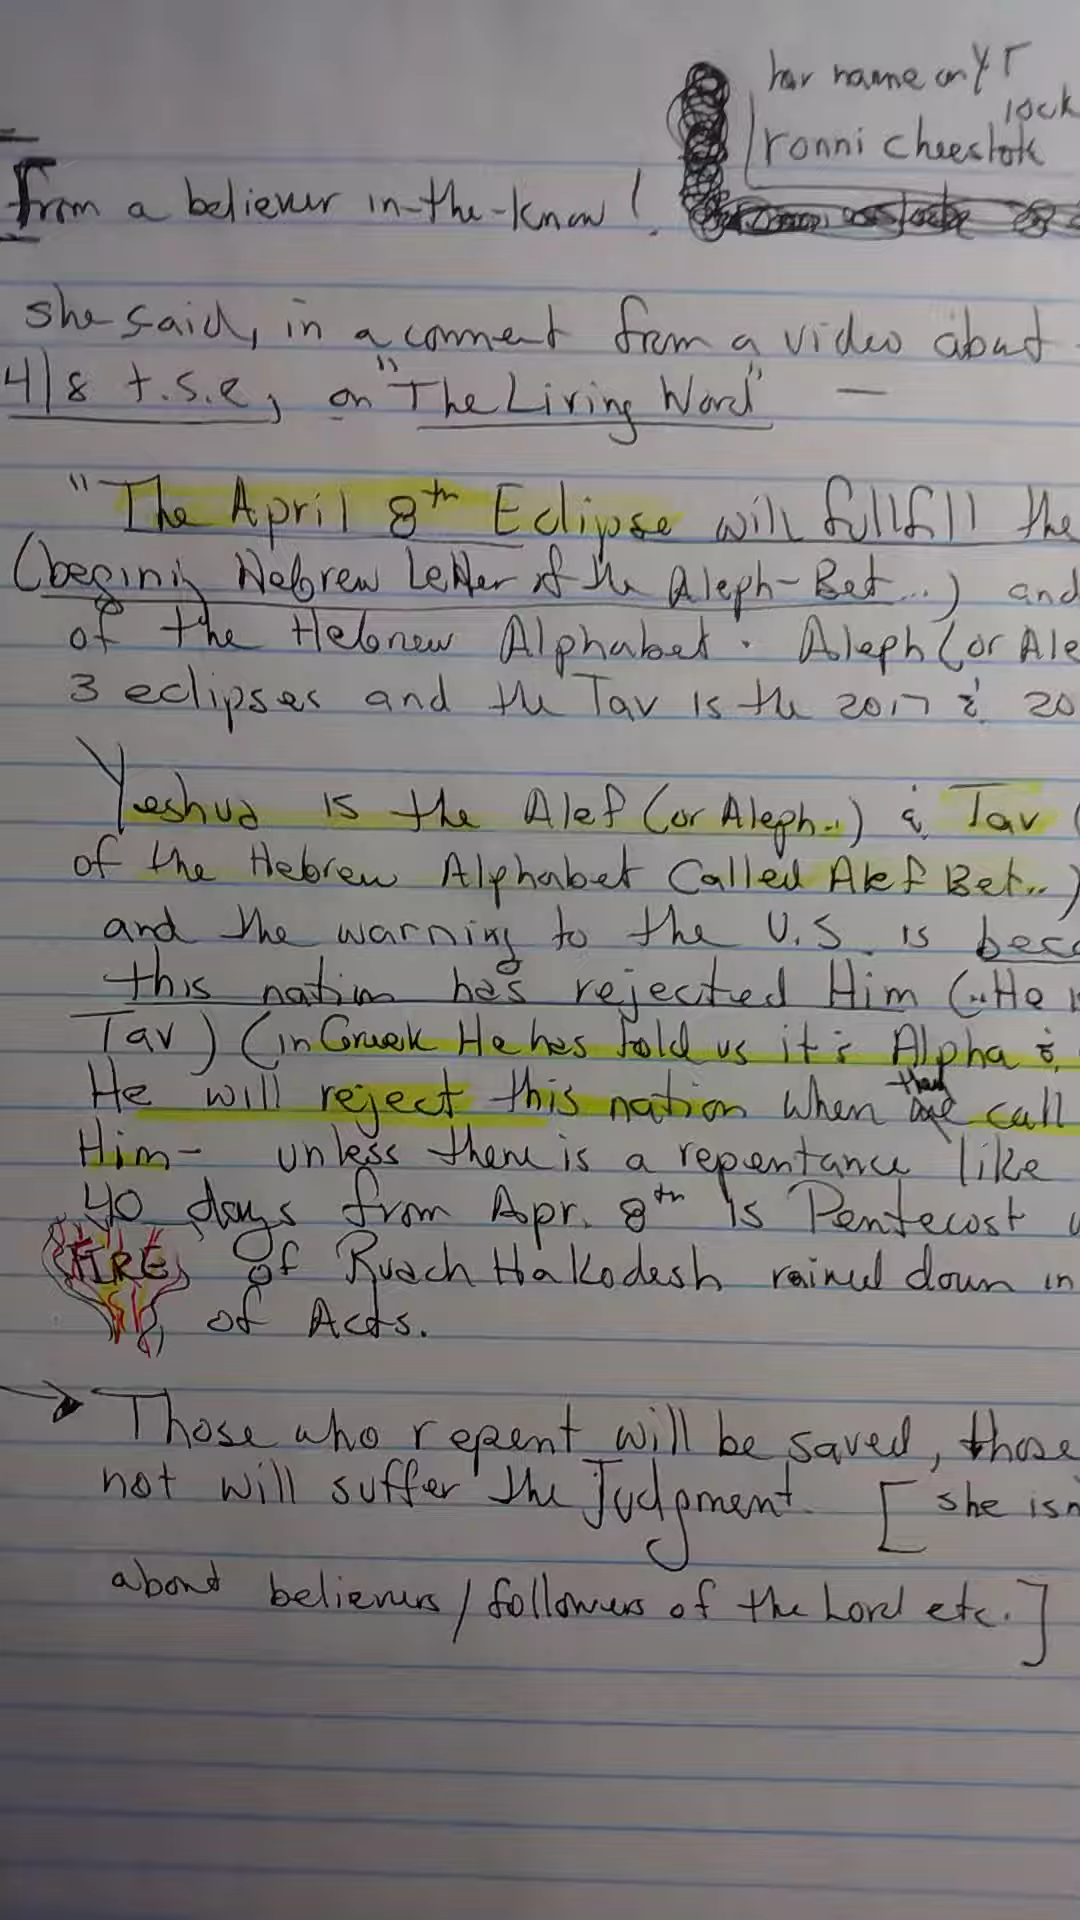 her name on YT
ronni cheestok
From a believer in-the-know!
she said, in a comment from a video about
4/8 t.s.e, on "The Living Word" —
"The April 8th Eclipse will fullfill the
(begining Hebrew Letter of the Aleph-Bet...) and
of the Hebrew Alphabet. Aleph (or Ale
3 eclipses and the Tav is the 2017 & 20
Yeshua is the Alef (or Aleph..) & Tav (
of the Hebrew Alphabet Called Alef Bet..)
and the warning to the U.S. is beca
this nation has rejected Him (..He i
Tav) (in Greek He has told us it's Alpha &
He will reject this nation when they call
Him - unless there is a repentance like
40 days from Apr. 8th is Pentecost
FIRE of Ruach HaKodesh rained down in
of Acts.
→ Those who repent will be saved, those
not will suffer the Judgment. [she isn
about believers/followers of the Lord etc.]